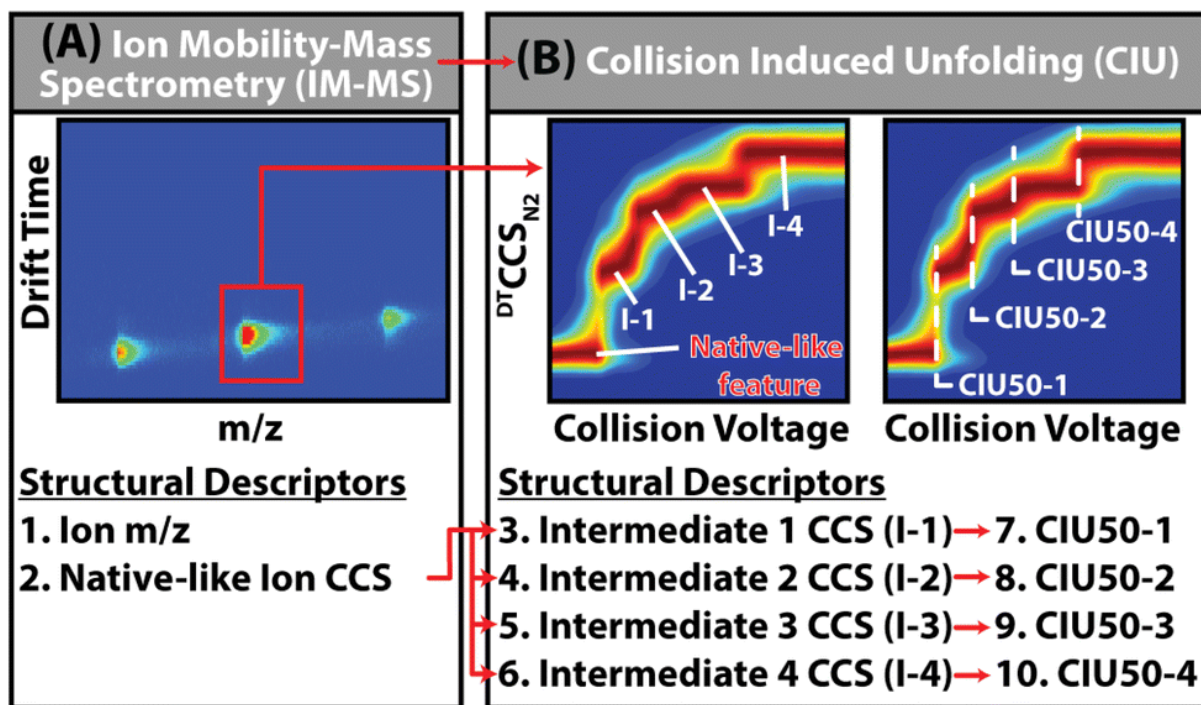 (A) Ion Mobility-Mass
Spectrometry (IM-MS)
Drift Time
m/z
Structural Descriptors
1. Ion m/z
2. Native-like Ion CCS
(B) Collision Induced Unfolding (CIU)
DTCCSN2
I-1
I-2
I-3
I-4
Native-like
feature
Collision Voltage
CIU50-4
CIU50-3
CIU50-2
CIU50-1
Collision Voltage
Structural Descriptors
3. Intermediate 1 CCS (I-1) 7. CIU50-1
4. Intermediate 2 CCS (I-2) 8. CIU50-2
5. Intermediate 3 CCS (I-3) 9. CIU50-3
6. Intermediate 4 CCS (I-4) 10. CIU50-4